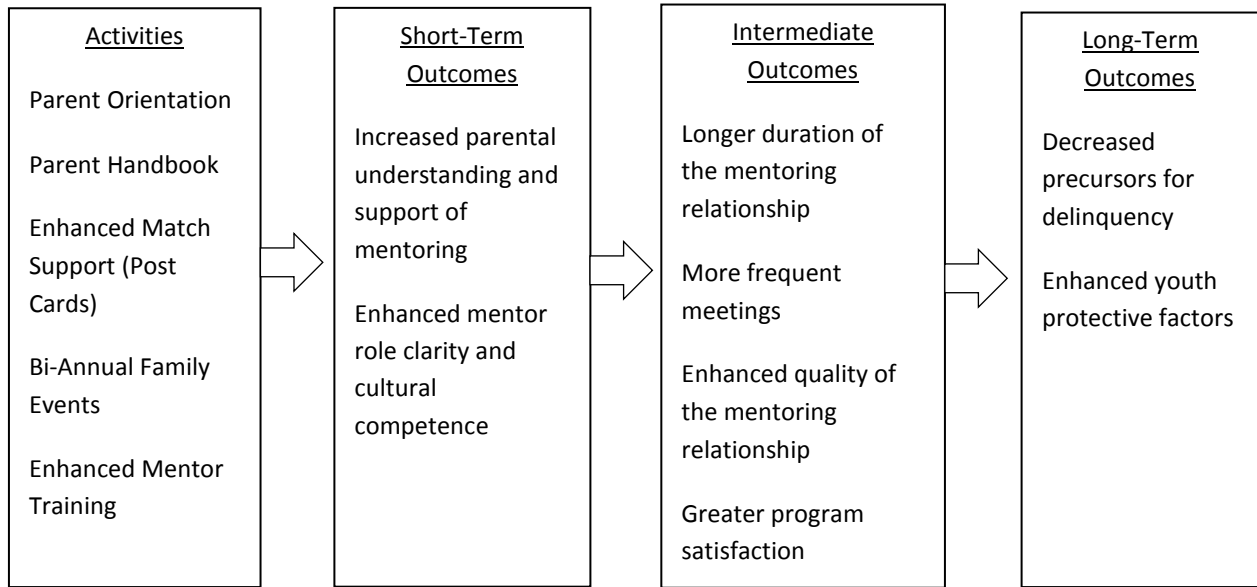 Activities
Parent Orientation
Parent Handbook
Enhanced Match
Support (Post
Cards)
Bi-Annual Family
Events
Enhanced Mentor
Training
Short-Term
Outcomes
Increased parental
understanding and
support of
mentoring
Enhanced mentor
role clarity and
cultural
competence
Intermediate
Outcomes
Longer duration of
the mentoring
relationship
More frequent
meetings
Enhanced quality of
the mentoring
relationship
Greater program
satisfaction
Long-Term
Outcomes
Decreased
precursors for
delinquency
Enhanced youth
protective factors